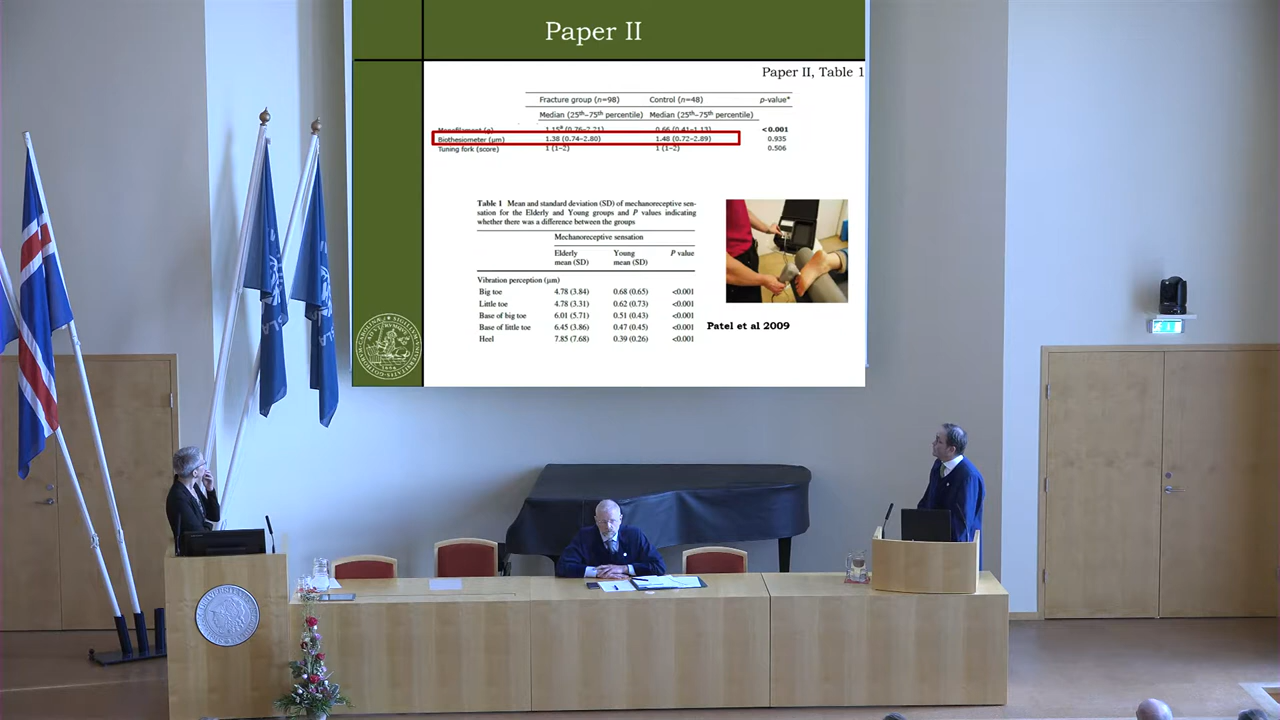 Paper II
Paper II, Table 1
Fracture group (n=98) Control (n=48) p-value*
Median (25th–75th percentile) Median (25th–75th percentile)
Monofilament (g) 1.15a (0.76–2.21) 0.66 (0.41–1.13) <0.001
Biothesiometer (µm) 1.38 (0.74–2.80) 1.48 (0.72–2.89) 0.935
Tuning fork (score) 1 (1–2) 1 (1–2) 0.506
Table 1 Mean and standard deviation (SD) of mechanoreceptive sen-
sation for the Elderly and Young groups and P values indicating
whether there was a difference between the groups
Mechanoreceptive sensation
Elderly Young P value
mean (SD) mean (SD)
Vibration perception (µm)
Big toe 4.78 (3.84) 0.68 (0.65) <0.001
Little toe 4.78 (3.31) 0.62 (0.73) <0.001
Base of big toe 6.01 (5.71) 0.51 (0.43) <0.001
Base of little toe 6.45 (3.86) 0.47 (0.45) <0.001
Heel 7.85 (7.68) 0.39 (0.26) <0.001
Patel et al 2009